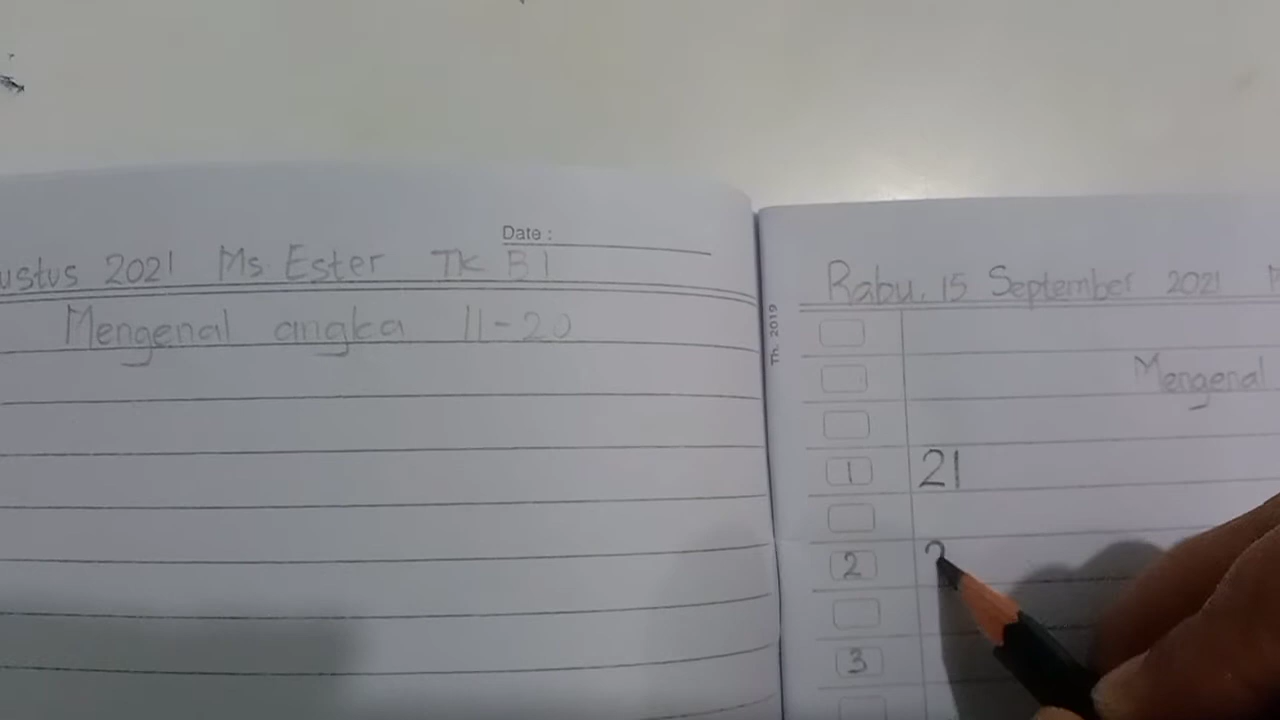 Date :
ustus 2021 Ms. Ester TK B1
Mengenal angka 11-20
Th. 2019
Rabu, 15 September 2021
Mengenal
1 21
2 2
3